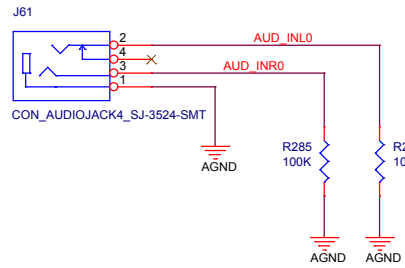 J61
2
AUD_INL0
4
3
AUD_INR0
1
CON_AUDIOJACK4_SJ-3524-SMT
R285
100K
AGND
AGND
AGND